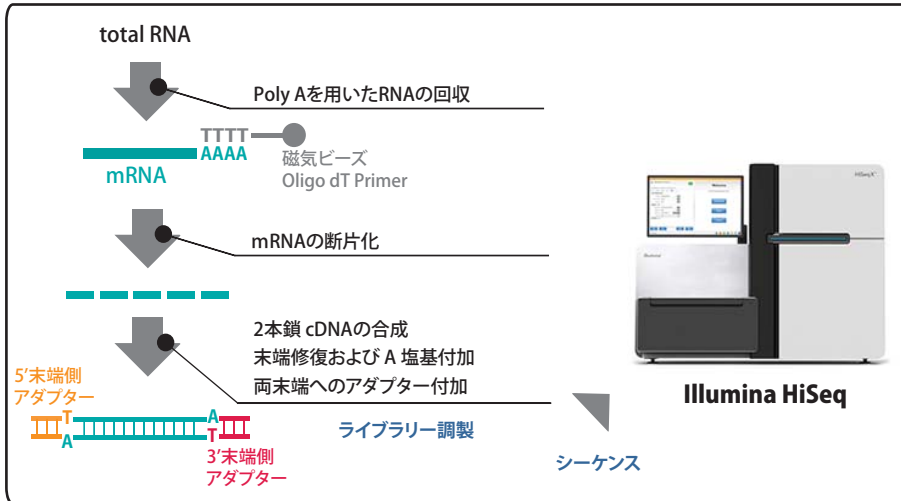 total RNA
Poly Aを用いたRNAの回収
TTTT
AAAA
磁気ビーズ
Oligo dT Primer
mRNA
mRNAの断片化
2本鎖 cDNAの合成
末端修復および A 塩基付加
両末端へのアダプター付加
5'末端側
アダプター
T
A
A
T
3'末端側
アダプター
ライブラリー調製
シーケンス
HiSeqX
Illumina HiSeq